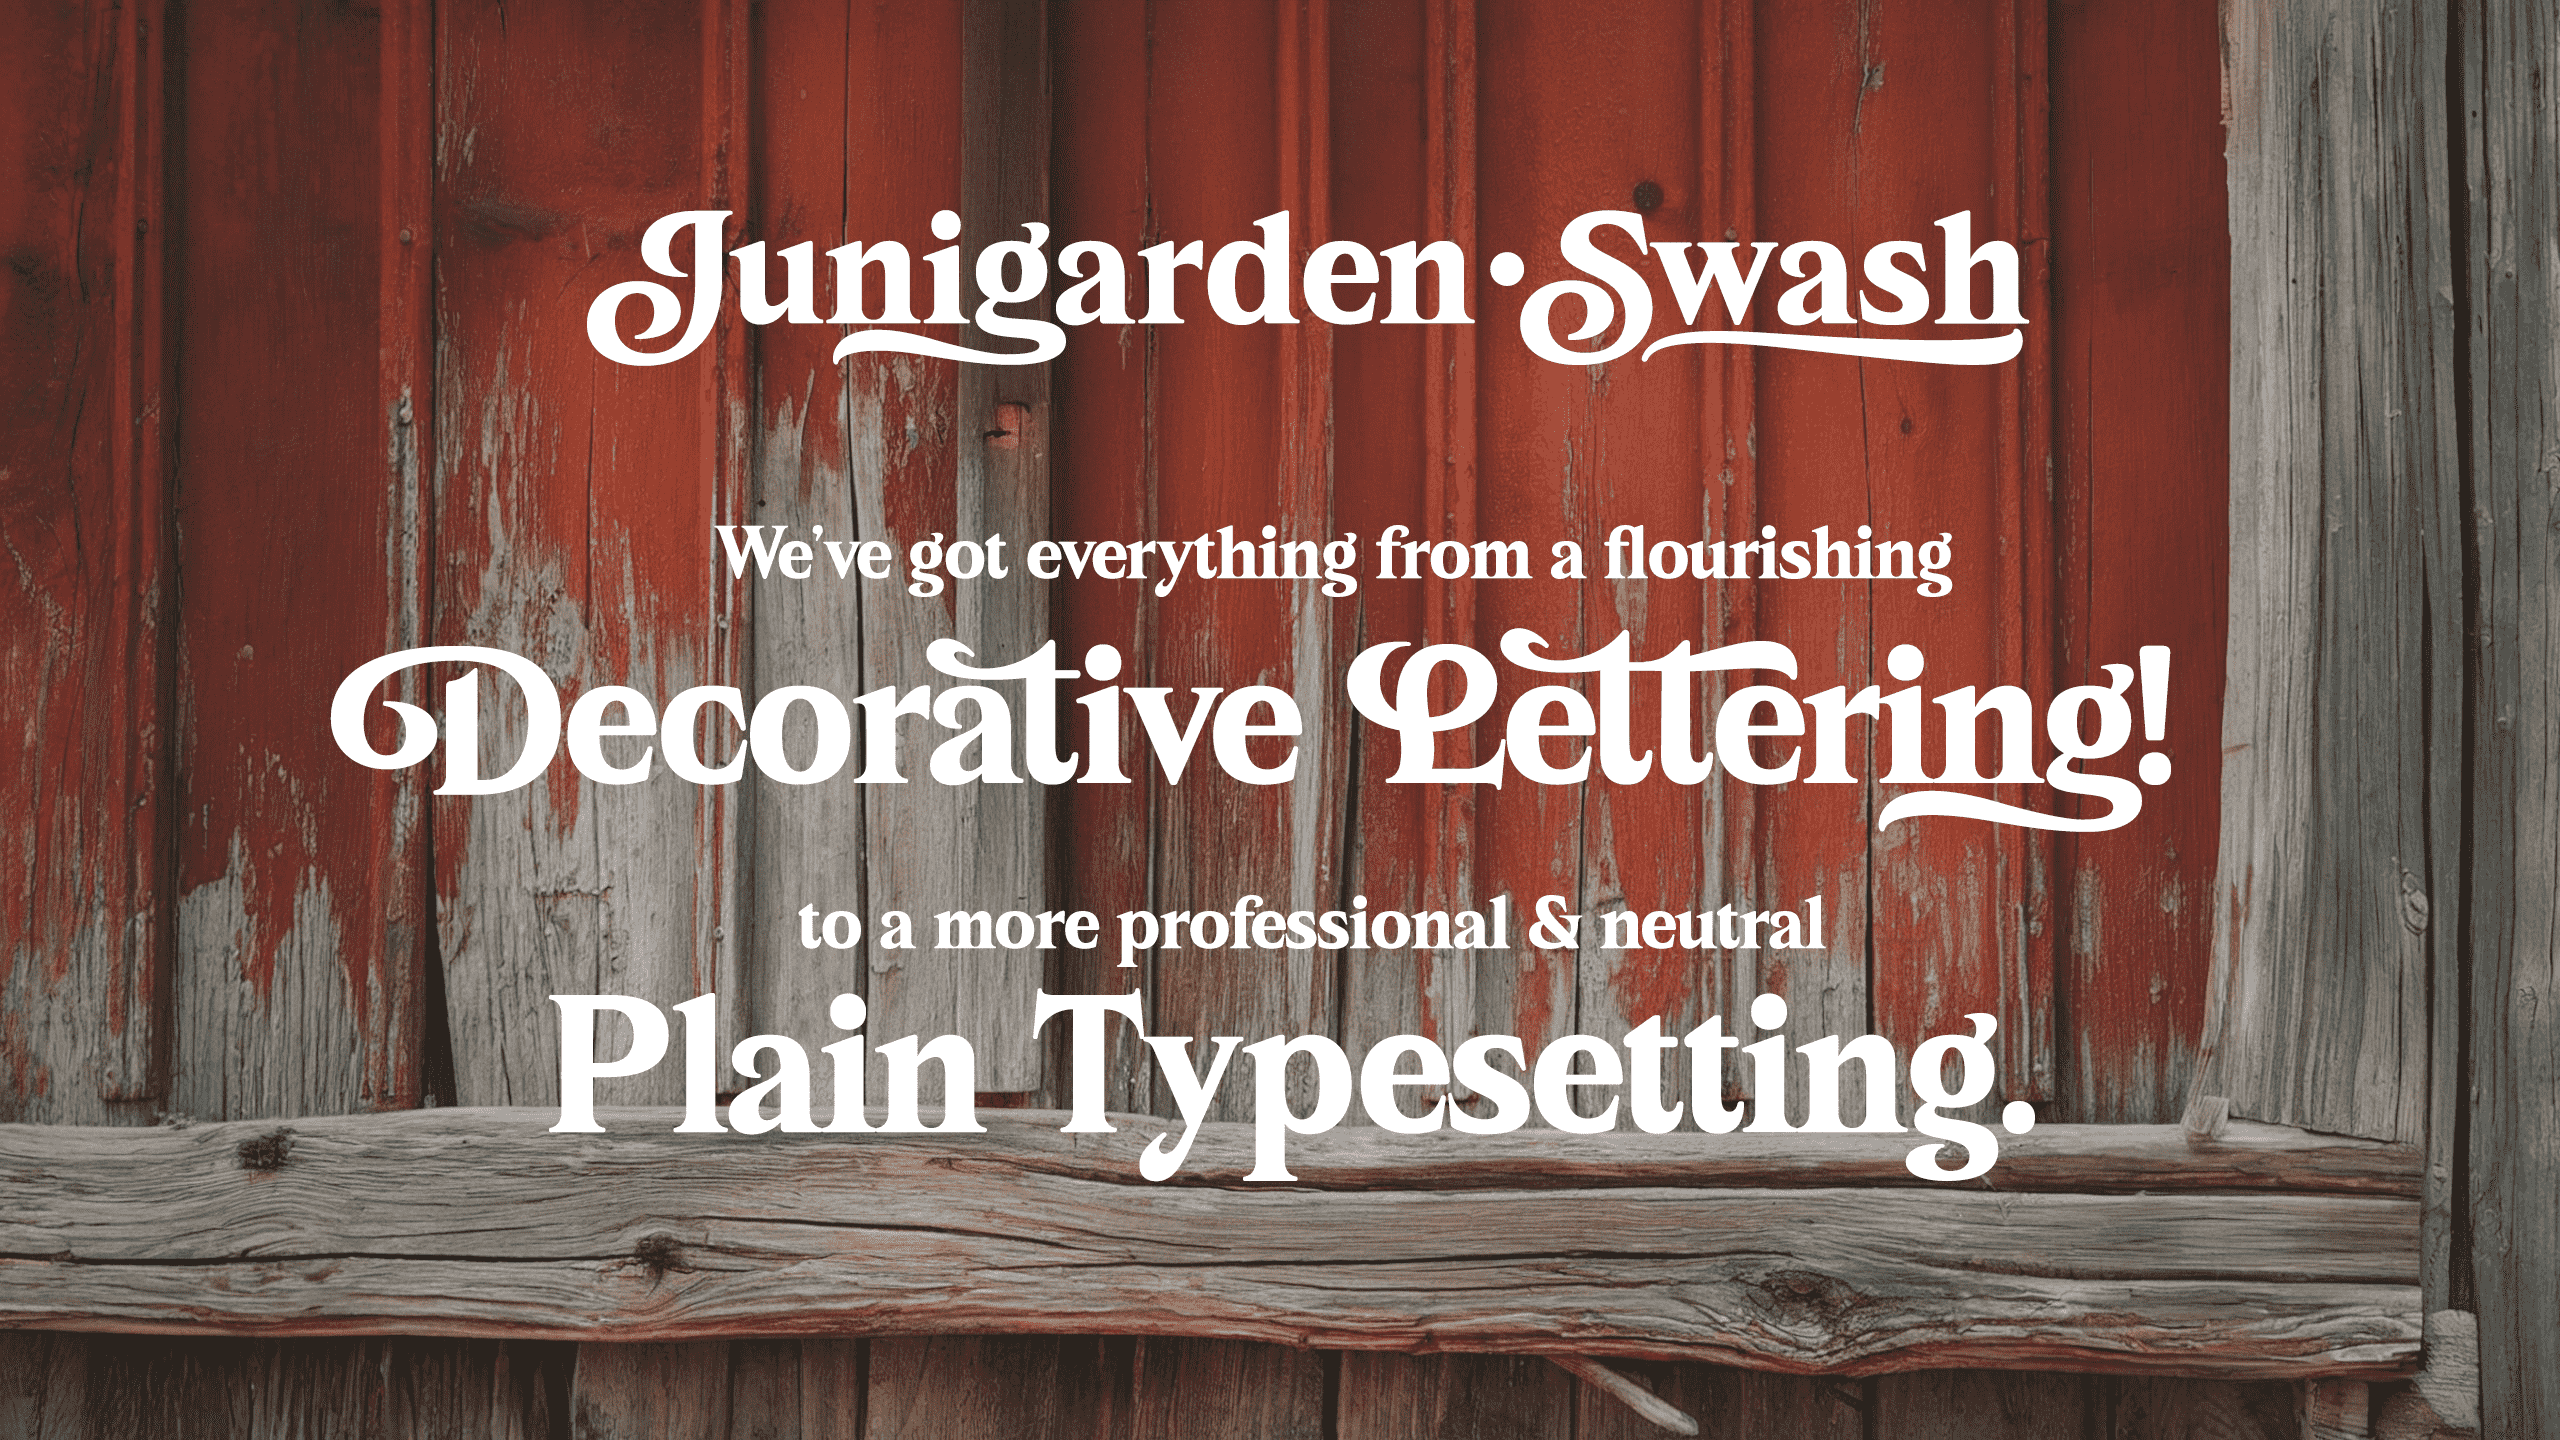 Junigarden·Swash
We've got everything from a flourishing
Decorative Lettering!
to a more professional & neutral
Plain Typesetting.